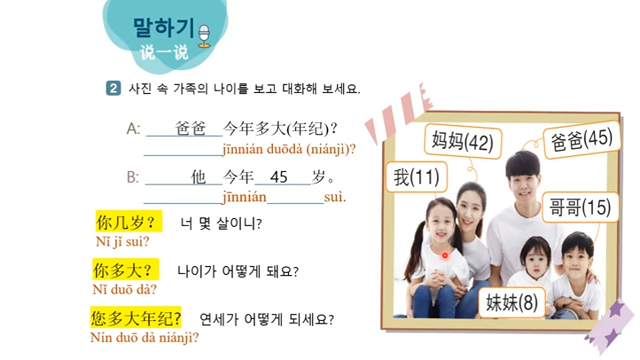 말하기
说一说
2 사진 속 가족의 나이를 보고 대화해 보세요.
A: 爸爸 今年多大(年纪)?
jīnnián duōdà (niánjì)?
B: 他 今年 45 岁。
jīnnián suì.
你几岁? 너 몇 살이니?
Nǐ jǐ suì?
你多大? 나이가 어떻게 돼요?
Nǐ duō dà?
您多大年纪? 연세가 어떻게 되세요?
Nín duō dà niánjì?
妈妈(42)
爸爸(45)
我(11)
哥哥(15)
妹妹(8)